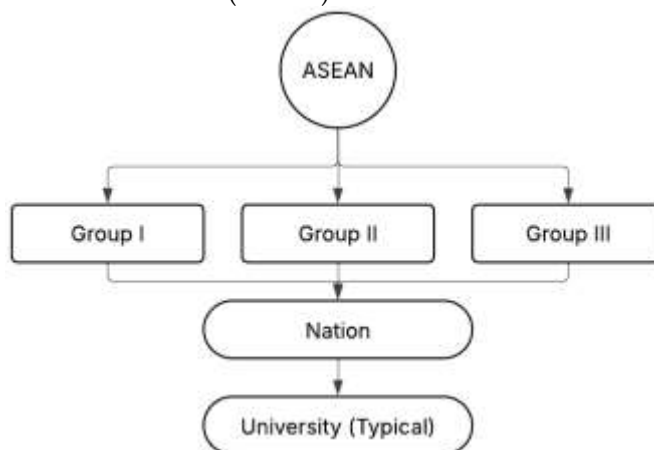 ASEAN
Group I
Group II
Group III
Nation
University (Typical)